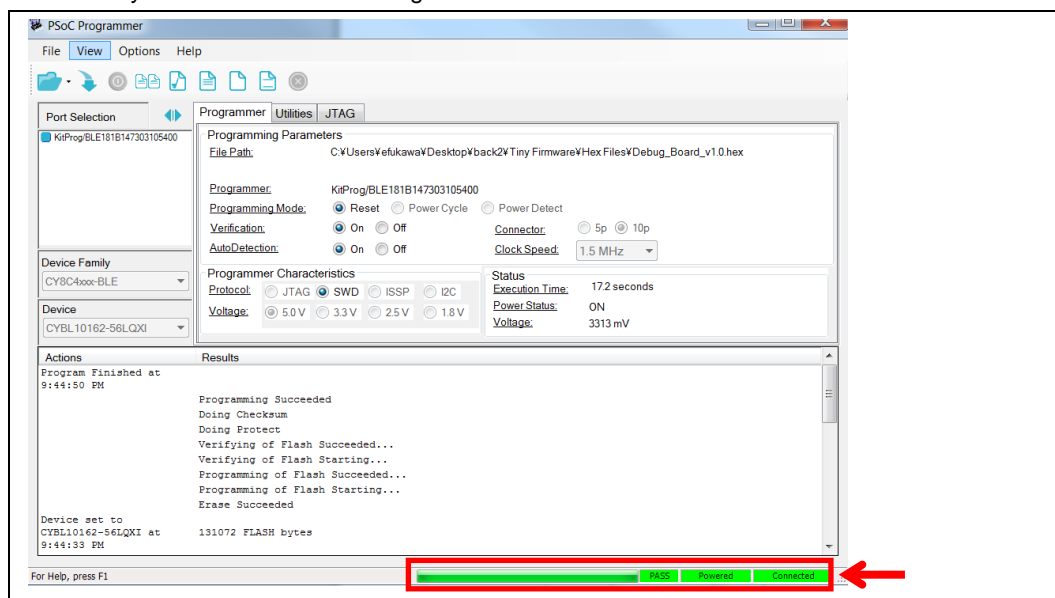 PSoC Programmer
File View Options Help
Port Selection
KitProg/BLE181B147303105400
Device Family
CY8C4xxx-BLE
Device
CYBL10162-56LQXI
Programmer Utilities JTAG
Programming Parameters
File Path: C:¥Users¥efukawa¥Desktop¥back2¥Tiny Firmware¥Hex Files¥Debug_Board_v1.0.hex
Programmer: KitProg/BLE181B147303105400
Programming Mode: Reset Power Cycle Power Detect
Verification: On Off Connector: 5p 10p
AutoDetection: On Off Clock Speed: 1.5 MHz
Programmer Characteristics
Protocol: JTAG SWD ISSP I2C
Voltage: 5.0 V 3.3 V 2.5 V 1.8 V
Status
Execution Time: 17.2 seconds
Power Status: ON
Voltage: 3313 mV
Actions Results
Program Finished at
9:44:50 PM
Programming Succeeded
Doing Checksum
Doing Protect
Verifying of Flash Succeeded...
Verifying of Flash Starting...
Programming of Flash Succeeded...
Programming of Flash Starting...
Erase Succeeded
Device set to
CYBL10162-56LQXI at 131072 FLASH bytes
9:44:33 PM
For Help, press F1 PASS Powered Connected